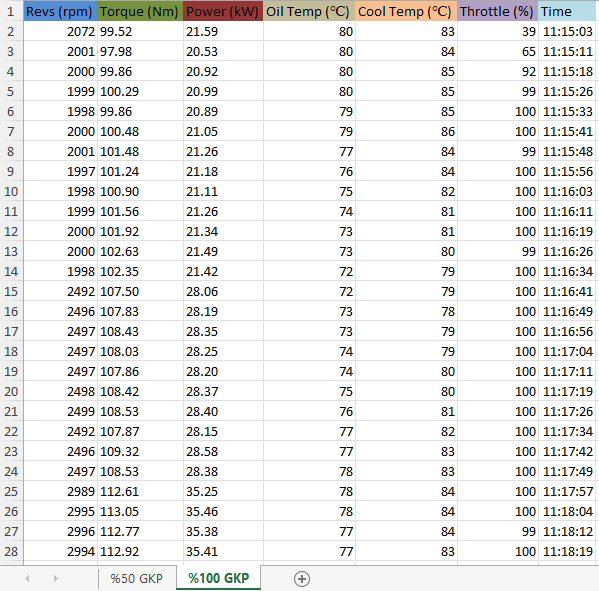 1 Revs (rpm) Torque (Nm) Power (kW) Oil Temp (°C) Cool Temp (°C) Throttle (%) Time
2 2072 99.52 21.59 80 83 39 11:15:03
3 2001 97.98 20.53 80 84 65 11:15:11
4 2000 99.86 20.92 80 85 92 11:15:18
5 1999 100.29 20.99 80 85 99 11:15:26
6 1998 99.86 20.89 79 85 100 11:15:33
7 2000 100.48 21.05 79 86 100 11:15:41
8 2001 101.48 21.26 77 84 99 11:15:48
9 1997 101.24 21.18 76 84 100 11:15:56
10 1998 100.90 21.11 75 82 100 11:16:03
11 1999 101.56 21.26 74 81 100 11:16:11
12 2000 101.92 21.34 73 81 100 11:16:19
13 2000 102.63 21.49 73 80 99 11:16:26
14 1998 102.35 21.42 72 79 100 11:16:34
15 2492 107.50 28.06 72 79 100 11:16:41
16 2496 107.83 28.19 73 78 100 11:16:49
17 2497 108.43 28.35 73 79 100 11:16:56
18 2497 108.03 28.25 74 79 100 11:17:04
19 2497 107.86 28.20 74 80 100 11:17:11
20 2498 108.42 28.37 75 80 100 11:17:19
21 2499 108.53 28.40 76 81 100 11:17:26
22 2492 107.87 28.15 77 82 100 11:17:34
23 2496 109.32 28.58 77 83 100 11:17:42
24 2497 108.53 28.38 78 83 100 11:17:49
25 2989 112.61 35.25 78 84 100 11:17:57
26 2995 113.05 35.46 78 84 100 11:18:04
27 2996 112.77 35.38 77 84 99 11:18:12
28 2994 112.92 35.41 77 83 100 11:18:19
%50 GKP %100 GKP